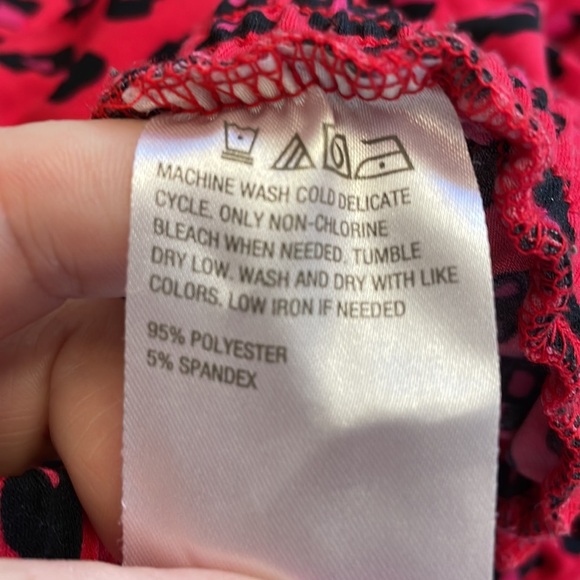 MACHINE WASH COLD DELICATE
CYCLE. ONLY NON-CHLORINE
BLEACH WHEN NEEDED. TUMBLE
DRY LOW. WASH AND DRY WITH LIKE
COLORS. LOW IRON IF NEEDED
95% POLYESTER
5% SPANDEX